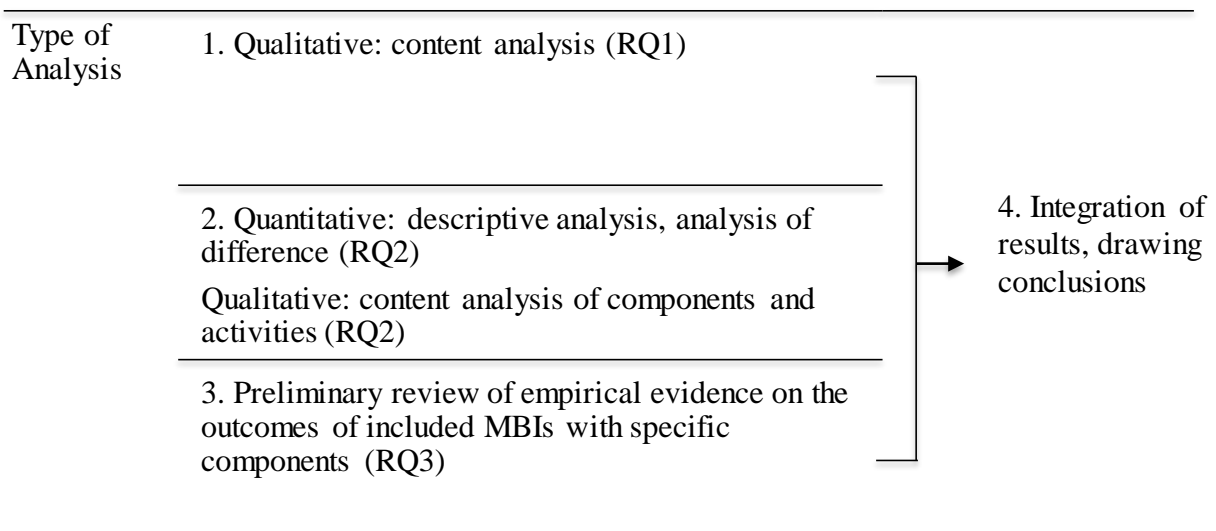 Type of
Analysis
1. Qualitative: content analysis (RQ1)
2. Quantitative: descriptive analysis, analysis of
difference (RQ2)
Qualitative: content analysis of components and
activities (RQ2)
3. Preliminary review of empirical evidence on the
outcomes of included MBIs with specific
components (RQ3)
4. Integration of
results, drawing
conclusions